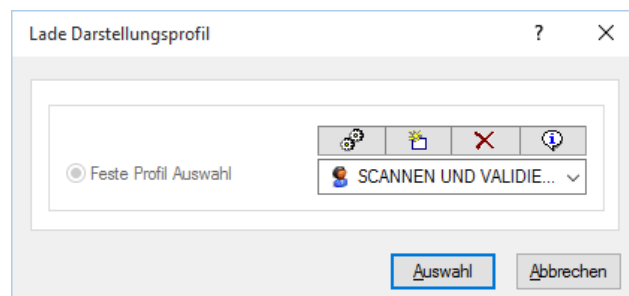 Lade Darstellungsprofil
Feste Profil Auswahl
SCANNEN UND VALIDIE...
Auswahl
Abbrechen